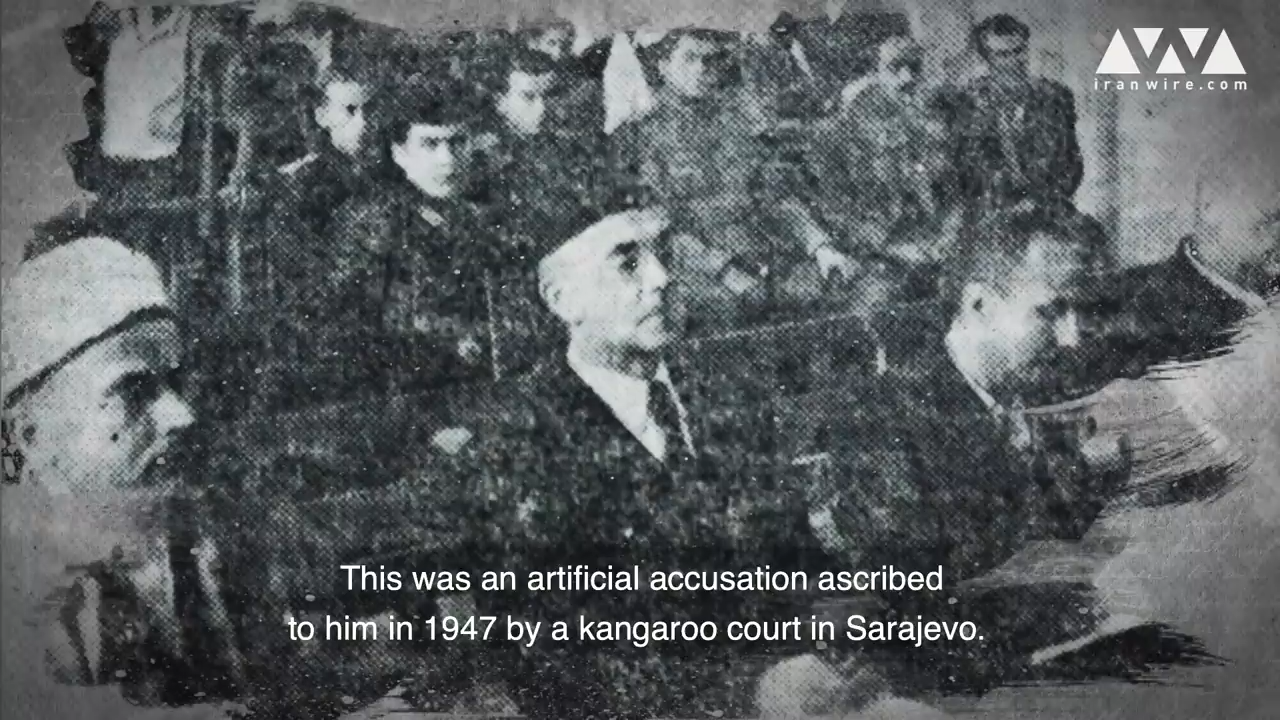 iranwire.com
This was an artificial accusation ascribed
to him in 1947 by a kangaroo court in Sarajevo.